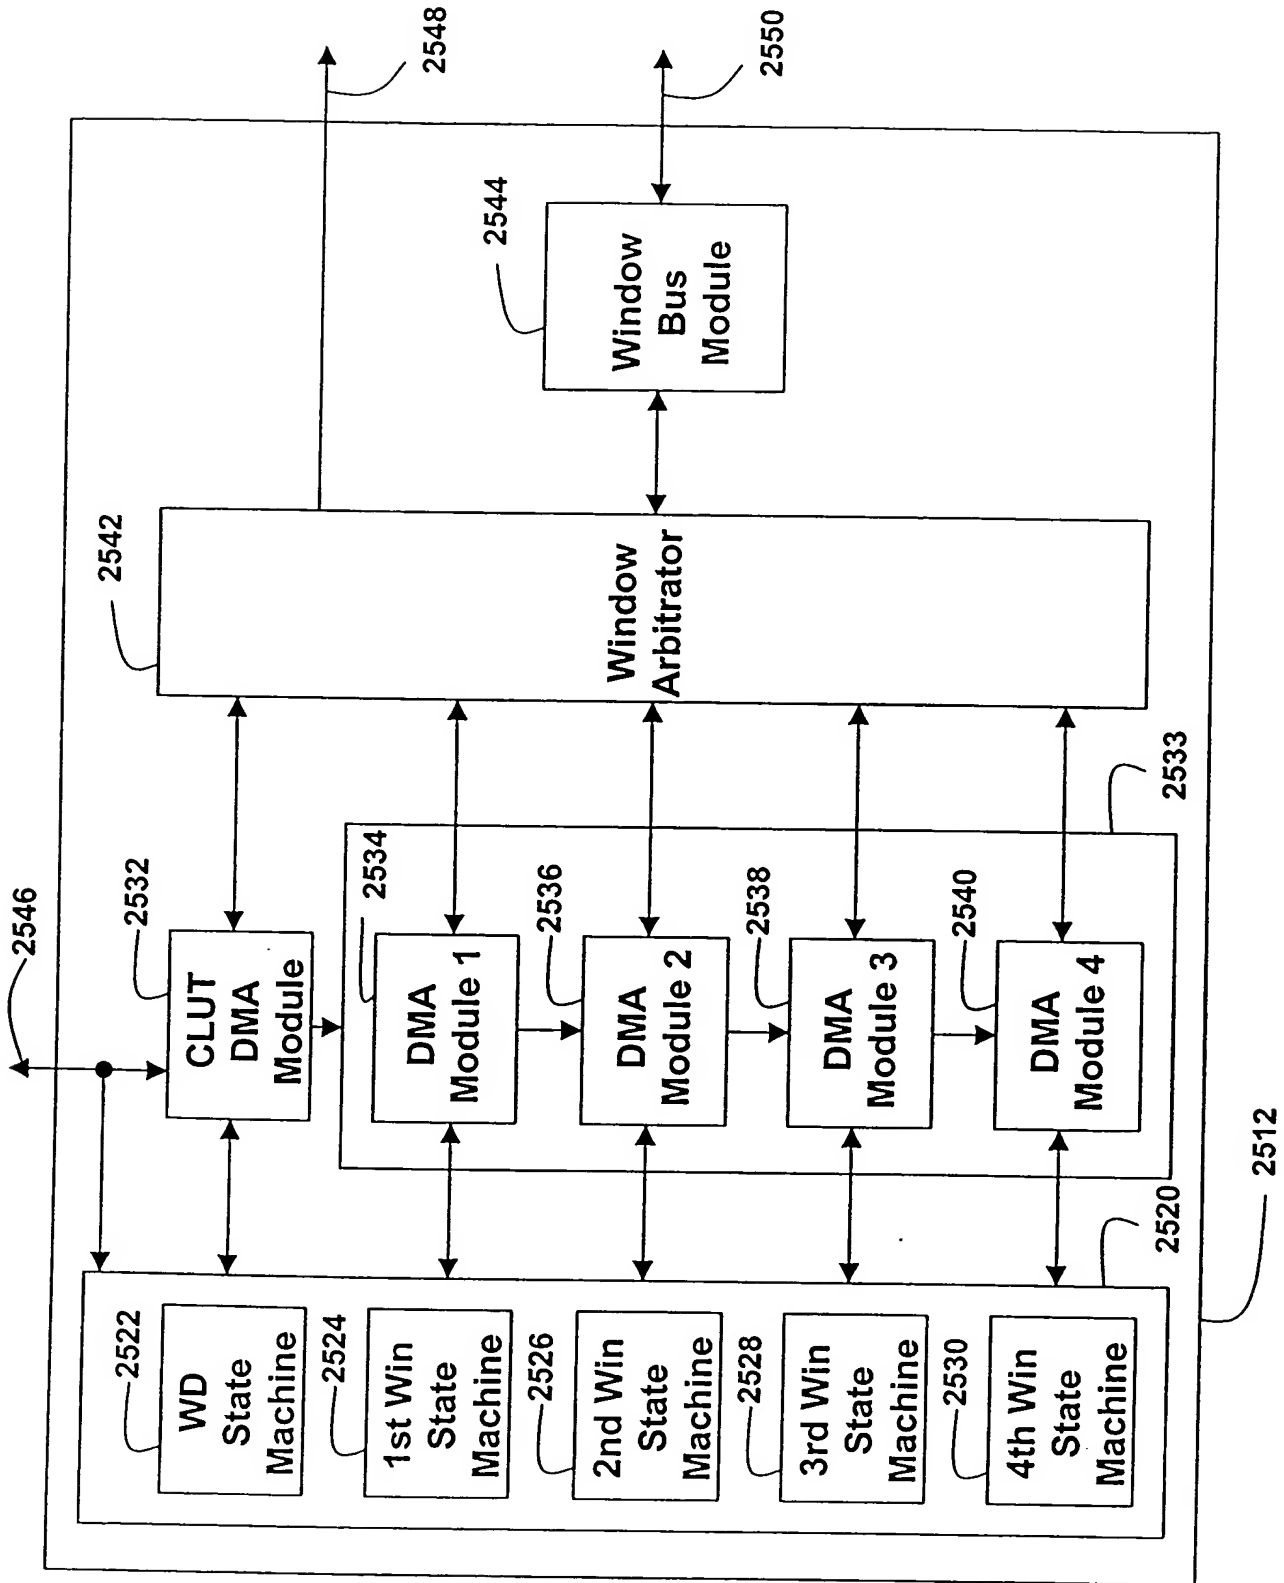 2522
WD
State
Machine
2524
1st Win
State
Machine
2526
2nd Win
State
Machine
2528
3rd Win
State
Machine
2530
4th Win
State
Machine
2520
2512
2546
2532
CLUT
DMA
Module
2534
DMA
Module 1
2536
DMA
Module 2
2538
DMA
Module 3
2540
DMA
Module 4
2533
2542
Window
Arbitrator
2544
Window
Bus
Module
2548
2550